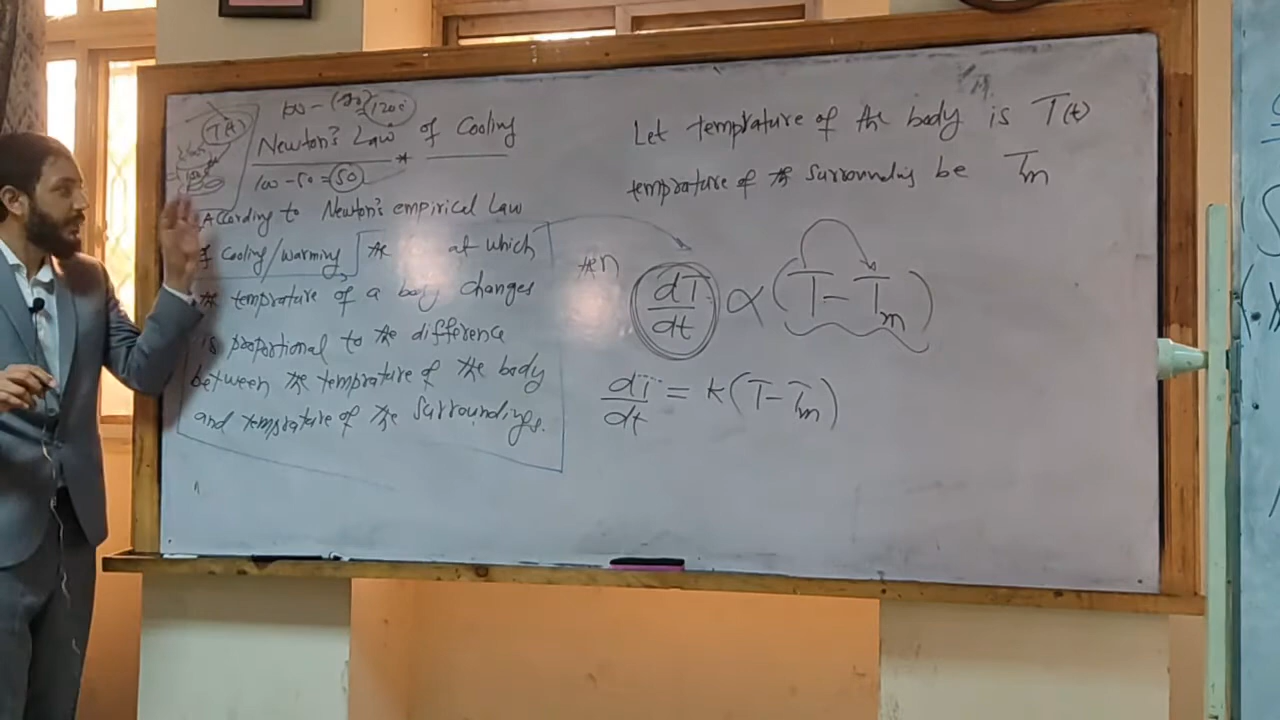 100 - (-20) = 120
T(t)
Newton's Law of Cooling
100 - 50 = 50
According to Newton's empirical Law
of Cooling/warming, the at which
the temprature of a body changes
is proportional to the difference
between the temprature of the body
and temprature of the surroundings.
Let temprature of the body is T(t)
temprature of the surrounding be Tm
then dT/dt ∝ (T - Tm)
dT/dt = k(T - Tm)